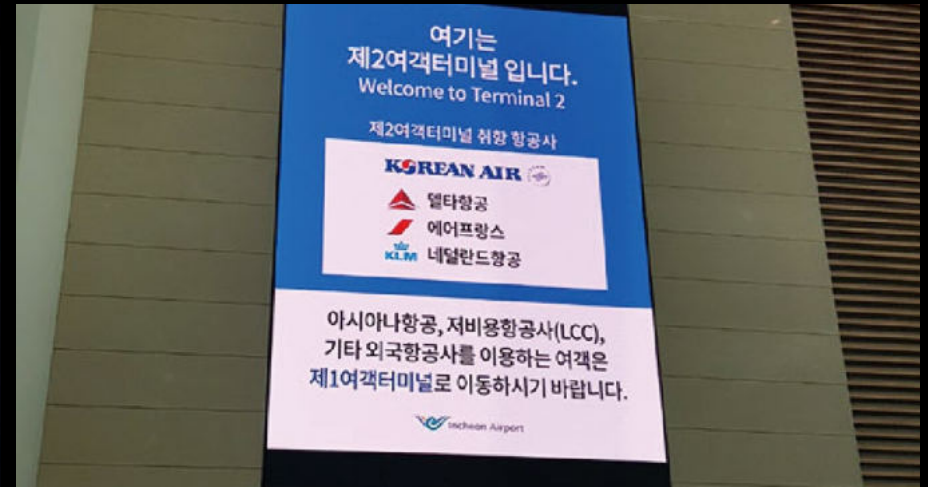 여기는
제2여객터미널 입니다.
Welcome to Terminal 2
제2여객터미널 취항 항공사
KOREAN AIR
델타항공
에어프랑스
KLM 네덜란드항공
아시아나항공, 저비용항공사(LCC),
기타 외국항공사를 이용하는 여객은
제1여객터미널로 이동하시기 바랍니다.
Incheon Airport